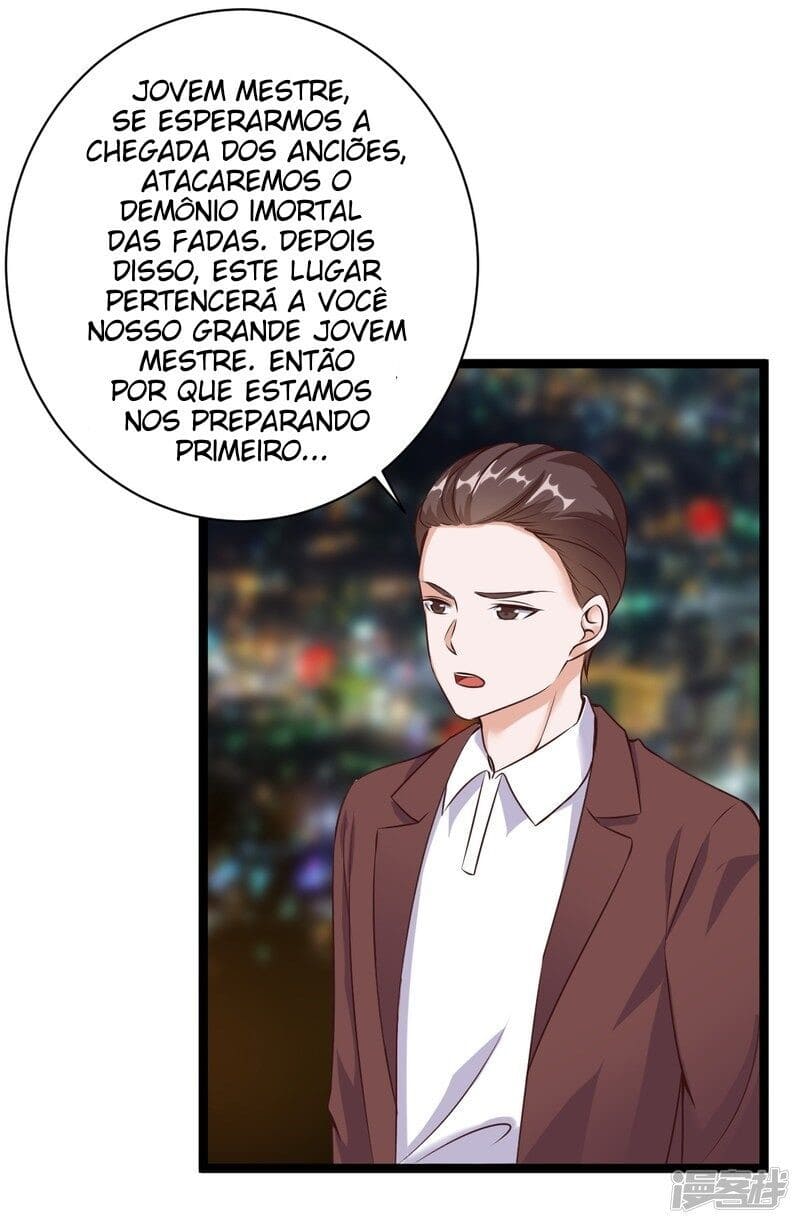 JOVEM MESTRE,
SE ESPERARMOS A
CHEGADA DOS ANCIÕES,
ATACAREMOS O
DEMÔNIO IMORTAL
DAS FADAS. DEPOIS
DISSO, ESTE LUGAR
PERTENCERÁ A VOCÊ
NOSSO GRANDE JOVEM
MESTRE. ENTÃO
POR QUE ESTAMOS
NOS PREPARANDO
PRIMEIRO...
漫客栈